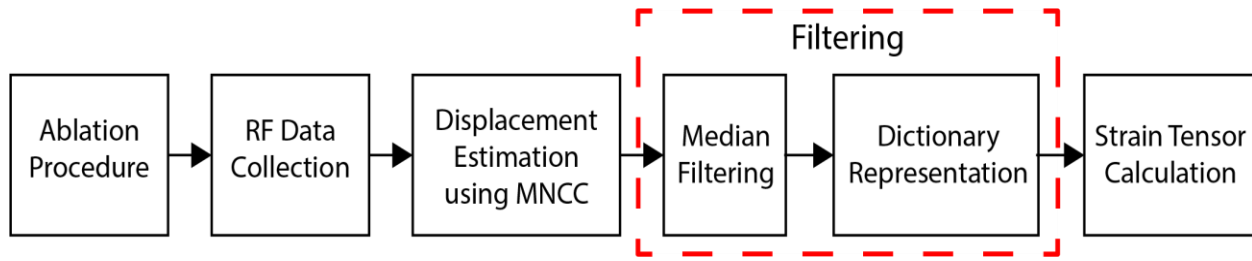 Filtering
Ablation
Procedure
RF Data
Collection
Displacement
Estimation
using MNCC
Median
Filtering
Dictionary
Representation
Strain Tensor
Calculation